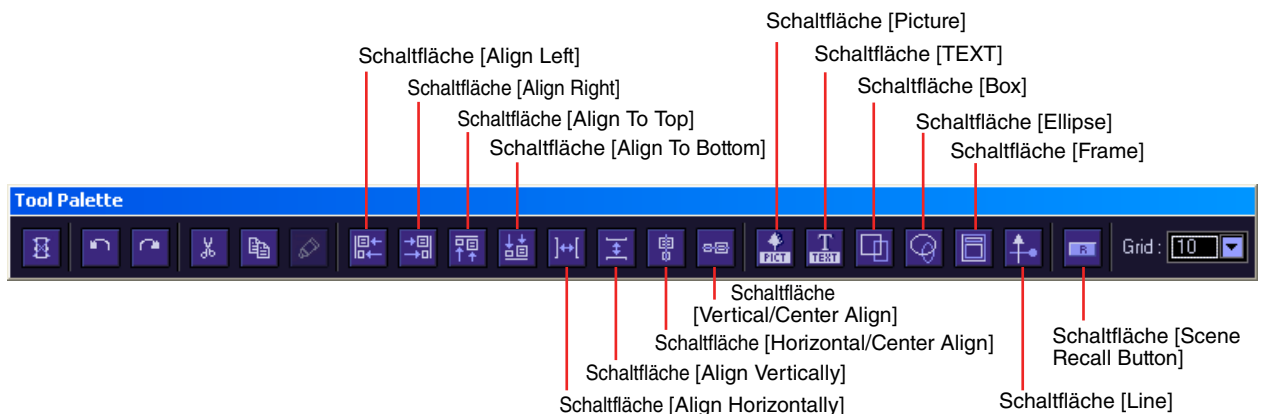 Schaltfläche [Picture]
Schaltfläche [Align Left]
Schaltfläche [TEXT]
Schaltfläche [Align Right]
Schaltfläche [Box]
Schaltfläche [Align To Top]
Schaltfläche [Ellipse]
Schaltfläche [Align To Bottom]
Schaltfläche [Frame]
Tool Palette
PICT
T
TEXT
R
Grid : 10
Schaltfläche
[Vertical/Center Align]
Schaltfläche [Horizontal/Center Align]
Schaltfläche [Scene
Recall Button]
Schaltfläche [Align Vertically]
Schaltfläche [Align Horizontally]
Schaltfläche [Line]